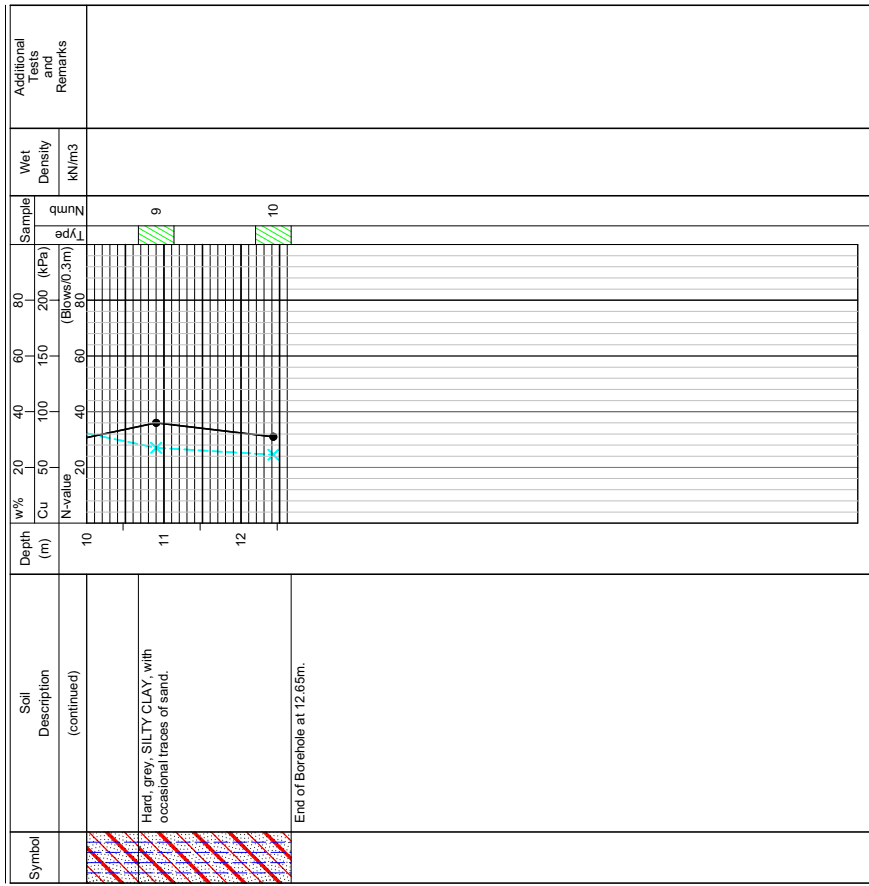 Symbol
Soil
Description
(continued)
Depth
(m)
w% 20 40 60 80
Cu 50 100 150 200 (kPa)
N-value 20 40 60 80 (Blows/0.3m)
Sample
Type
Numb
Wet
Density
kN/m3
Additional
Tests
and
Remarks
10
Hard, grey, SILTY CLAY, with
occasional traces of sand.
11
9
12
10
End of Borehole at 12.65m.